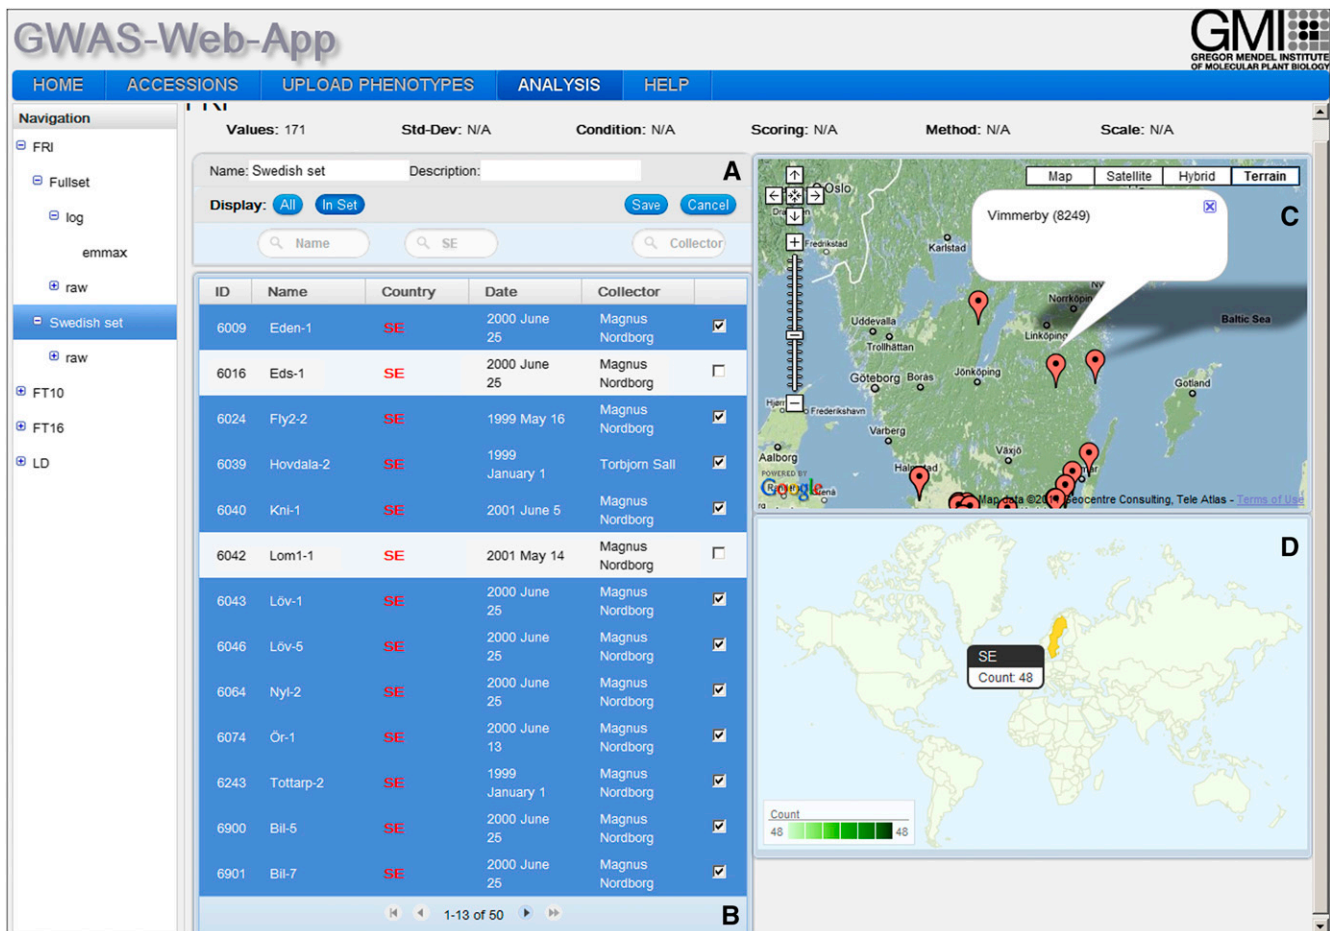 GWAS-Web-App
GMI
GREGOR MENDEL INSTITUTE
OF MOLECULAR PLANT BIOLOGY
HOME ACCESSIONS UPLOAD PHENOTYPES ANALYSIS HELP
Navigation
FRI
Fullset
log
emmax
raw
Swedish set
raw
FT10
FT16
LD
FRI
Values: 171 Std-Dev: N/A Condition: N/A Scoring: N/A Method: N/A Scale: N/A
Name: Swedish set Description: A
Display: All In Set Save Cancel
Name SE Collector
ID Name Country Date Collector
6009 Eden-1 SE 2000 June 25 Magnus Nordborg
6016 Eds-1 SE 2000 June 25 Magnus Nordborg
6024 Fly2-2 SE 1999 May 16 Magnus Nordborg
6039 Hovdala-2 SE 1999 January 1 Torbjorn Sall
6040 Kni-1 SE 2001 June 5 Magnus Nordborg
6042 Lom1-1 SE 2001 May 14 Magnus Nordborg
6043 Löv-1 SE 2000 June 25 Magnus Nordborg
6046 Löv-5 SE 2000 June 25 Magnus Nordborg
6064 Nyl-2 SE 2000 June 25 Magnus Nordborg
6074 Ör-1 SE 2000 June 13 Magnus Nordborg
6243 Tottarp-2 SE 1999 January 1 Magnus Nordborg
6900 Bil-5 SE 2000 June 25 Magnus Nordborg
6901 Bil-7 SE 2000 June 25 Magnus Nordborg
1-13 of 50 B
Map Satellite Hybrid Terrain
C
Vimmerby (8249)
Oslo
Fredrikstad
Karlstad
Norrköping
Linköping
Uddevalla
Trollhättan
Baltic Sea
Göteborg Borås Jönköping
Gotland
Frederikshavn
Varberg
Växjö
Aalborg
POWERED BY
Google
Terms of Use
D
SE
Count: 48
Count
48 48